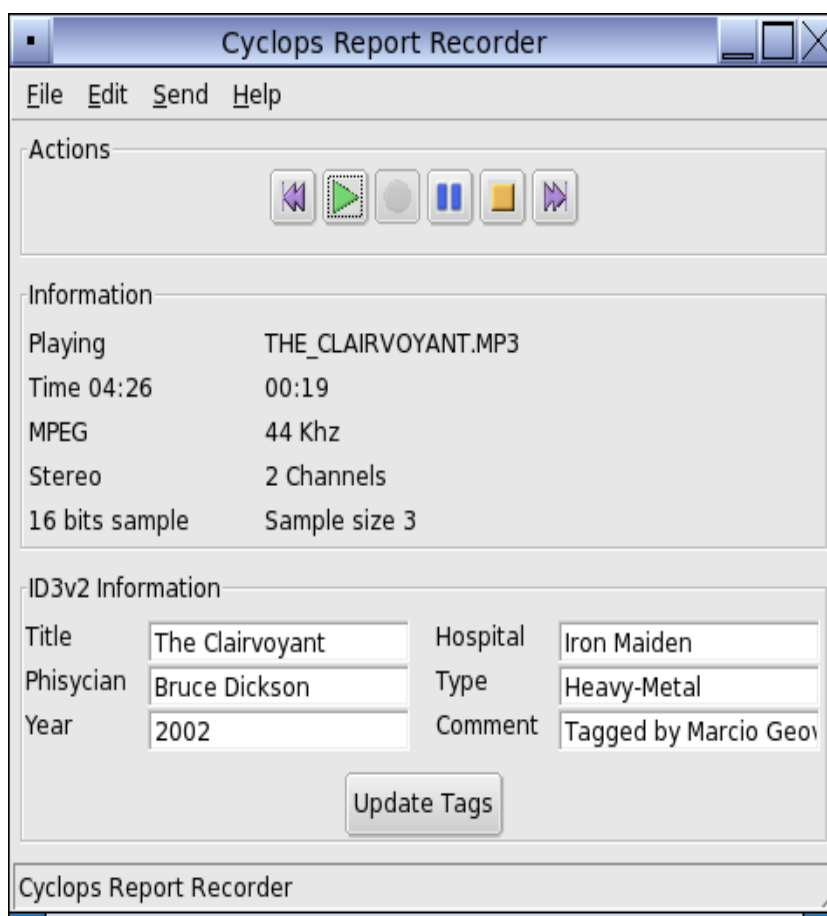 Cyclops Report Recorder
File Edit Send Help
Actions
Information
Playing THE_CLAIRVOYANT.MP3
Time 04:26 00:19
MPEG 44 Khz
Stereo 2 Channels
16 bits sample Sample size 3
ID3v2 Information
Title The Clairvoyant Hospital Iron Maiden
Phisycian Bruce Dickson Type Heavy-Metal
Year 2002 Comment Tagged by Marcio Geov
Update Tags
Cyclops Report Recorder